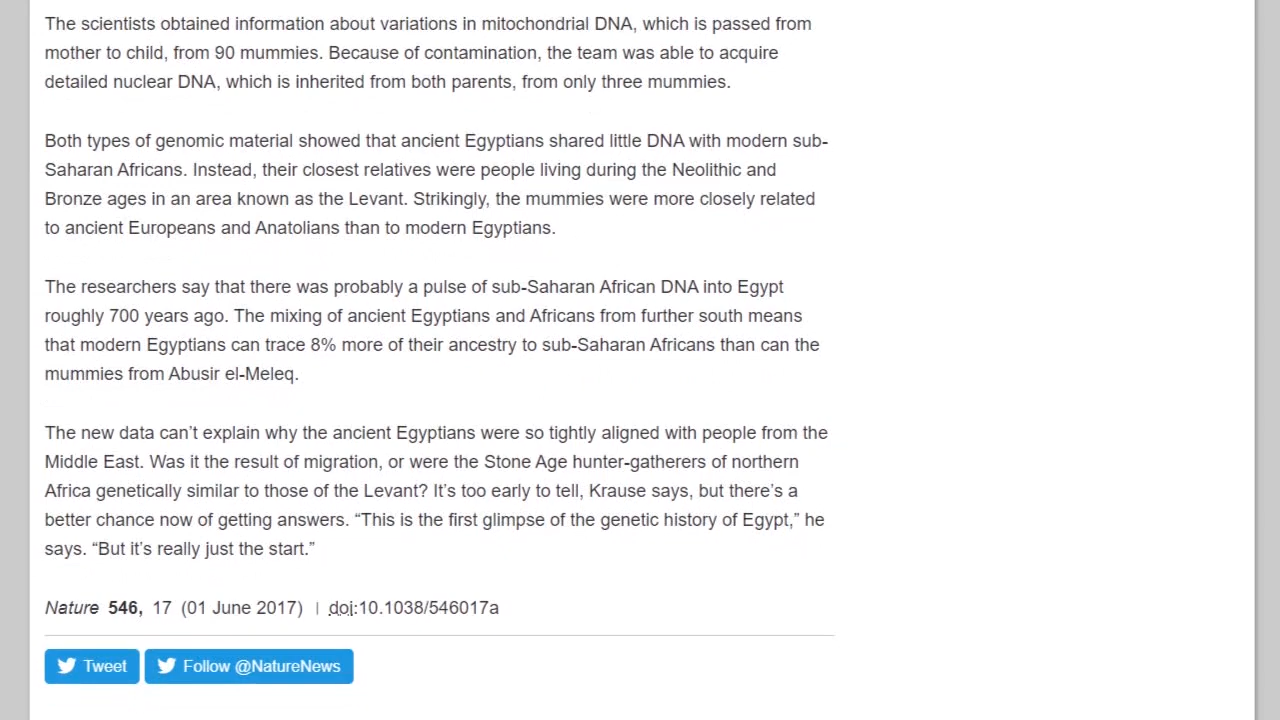 The scientists obtained information about variations in mitochondrial DNA, which is passed from
mother to child, from 90 mummies. Because of contamination, the team was able to acquire
detailed nuclear DNA, which is inherited from both parents, from only three mummies.
Both types of genomic material showed that ancient Egyptians shared little DNA with modern sub-
Saharan Africans. Instead, their closest relatives were people living during the Neolithic and
Bronze ages in an area known as the Levant. Strikingly, the mummies were more closely related
to ancient Europeans and Anatolians than to modern Egyptians.
The researchers say that there was probably a pulse of sub-Saharan African DNA into Egypt
roughly 700 years ago. The mixing of ancient Egyptians and Africans from further south means
that modern Egyptians can trace 8% more of their ancestry to sub-Saharan Africans than can the
mummies from Abusir el-Meleq.
The new data can’t explain why the ancient Egyptians were so tightly aligned with people from the
Middle East. Was it the result of migration, or were the Stone Age hunter-gatherers of northern
Africa genetically similar to those of the Levant? It’s too early to tell, Krause says, but there’s a
better chance now of getting answers. “This is the first glimpse of the genetic history of Egypt,” he
says. “But it’s really just the start.”
Nature 546, 17 (01 June 2017) | doi:10.1038/546017a
Tweet Follow @NatureNews